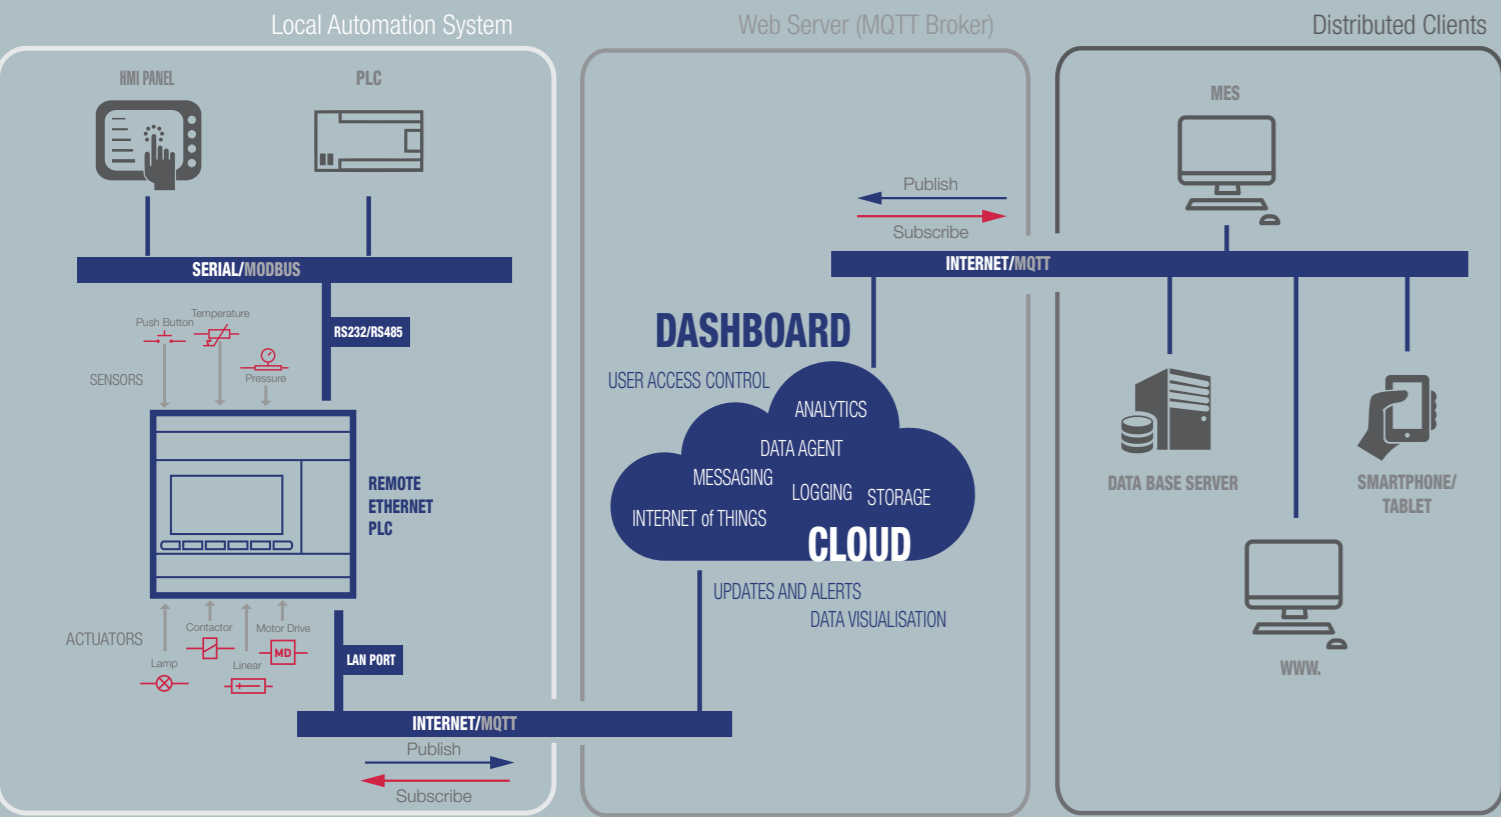 Local Automation System
HMI PANEL
PLC
SERIAL/MODBUS
RS232/RS485
Push Button
Temperature
Pressure
SENSORS
REMOTE
ETHERNET
PLC
ACTUATORS
Contactor
Motor Drive
MD
Lamp
Linear
LAN PORT
INTERNET/MQTT
Publish
Subscribe
Web Server (MQTT Broker)
Publish
Subscribe
INTERNET/MQTT
DASHBOARD
USER ACCESS CONTROL
ANALYTICS
DATA AGENT
MESSAGING
LOGGING
STORAGE
INTERNET of THINGS
CLOUD
UPDATES AND ALERTS
DATA VISUALISATION
Distributed Clients
MES
DATA BASE SERVER
SMARTPHONE/
TABLET
WWW.